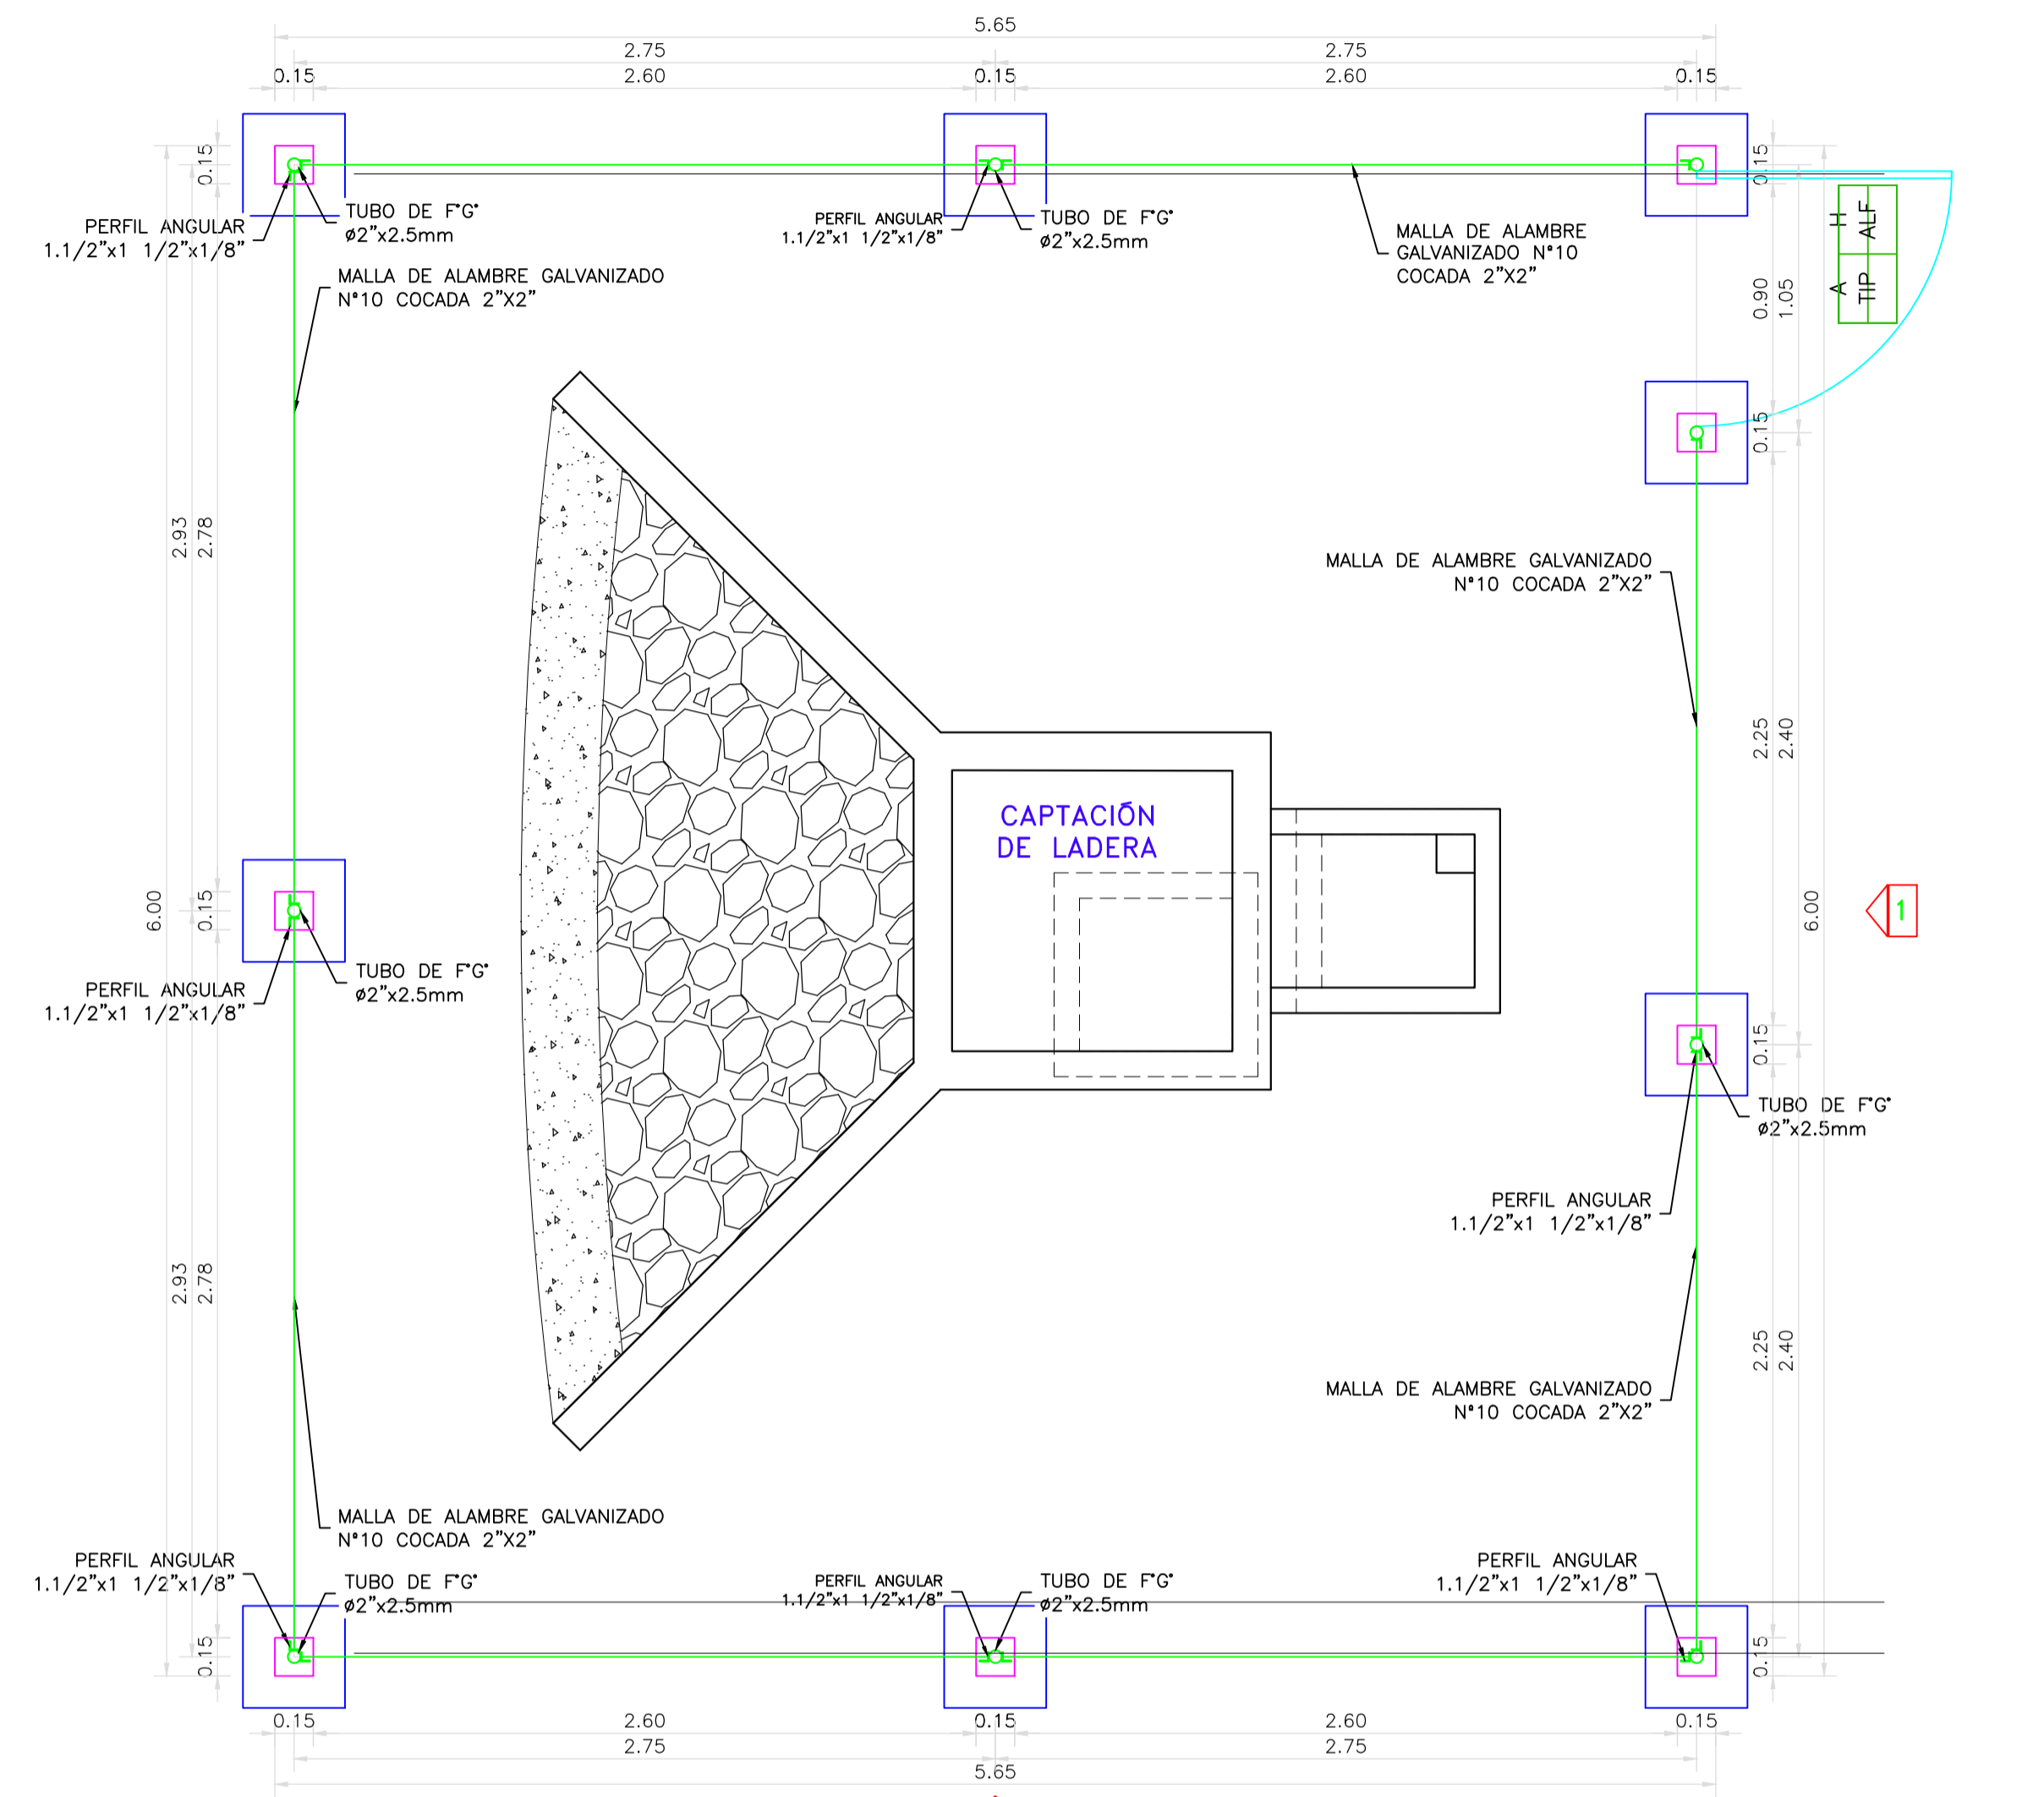 5.65
2.75
2.75
0.15
2.60
0.15
2.60
0.15
0.15
0.15
PERFIL ANGULAR
1.1/2"x1 1/2"x1/8"
TUBO DE F°G°
ø2"x2.5mm
PERFIL ANGULAR
1.1/2"x1 1/2"x1/8"
TUBO DE F°G°
ø2"x2.5mm
MALLA DE ALAMBRE
GALVANIZADO N°10
COCADA 2"X2"
A H
TIP ALF
MALLA DE ALAMBRE GALVANIZADO
N°10 COCADA 2"X2"
0.90
1.05
0.15
2.93
2.78
MALLA DE ALAMBRE GALVANIZADO
N°10 COCADA 2"X2"
2.25
2.40
CAPTACIÓN
DE LADERA
6.00
0.15
6.00
1
PERFIL ANGULAR
1.1/2"x1 1/2"x1/8"
TUBO DE F°G°
ø2"x2.5mm
0.15
TUBO DE F°G°
ø2"x2.5mm
PERFIL ANGULAR
1.1/2"x1 1/2"x1/8"
2.93
2.78
2.25
2.40
MALLA DE ALAMBRE GALVANIZADO
N°10 COCADA 2"X2"
MALLA DE ALAMBRE GALVANIZADO
N°10 COCADA 2"X2"
PERFIL ANGULAR
1.1/2"x1 1/2"x1/8"
TUBO DE F°G°
ø2"x2.5mm
PERFIL ANGULAR
1.1/2"x1 1/2"x1/8"
TUBO DE F°G°
ø2"x2.5mm
PERFIL ANGULAR
1.1/2"x1 1/2"x1/8"
0.15
0.15
0.15
2.60
0.15
2.60
0.15
2.75
2.75
5.65